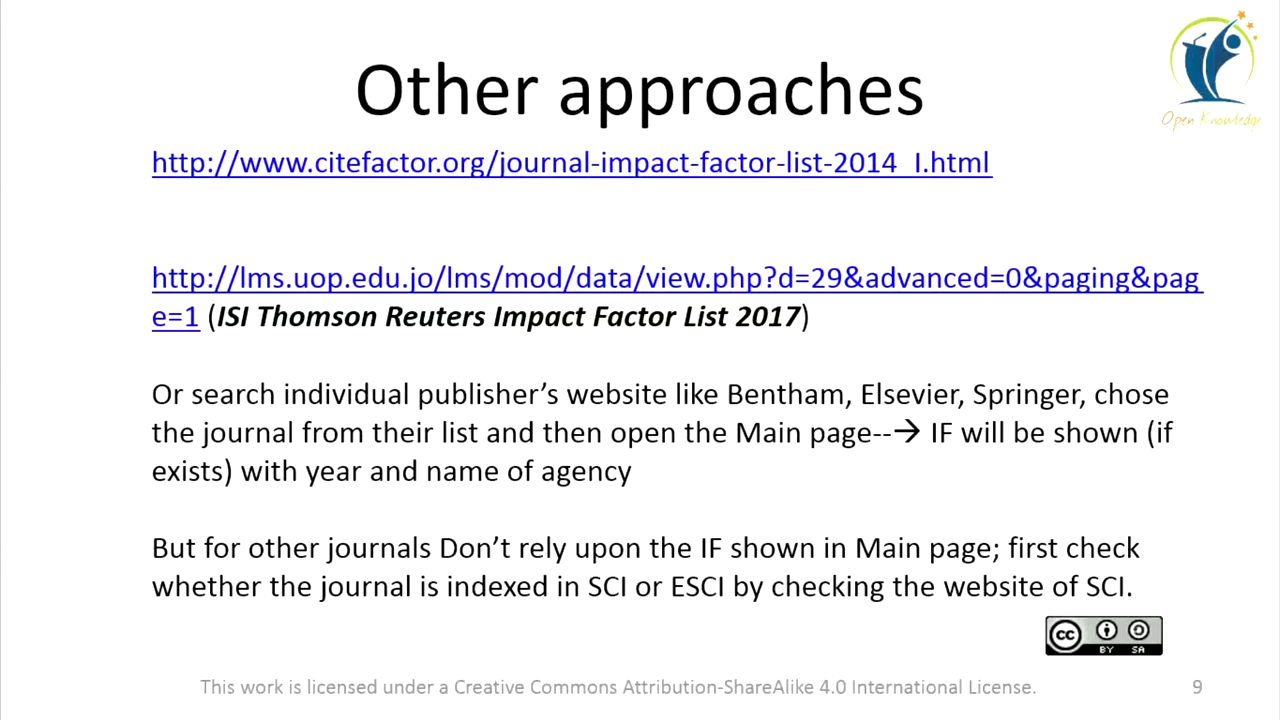 Other approaches
Open Knowledge
http://www.citefactor.org/journal-impact-factor-list-2014_I.html
http://lms.uop.edu.jo/lms/mod/data/view.php?d=29&advanced=0&paging&pag
e=1 (ISI Thomson Reuters Impact Factor List 2017)
Or search individual publisher’s website like Bentham, Elsevier, Springer, chose
the journal from their list and then open the Main page--→ IF will be shown (if
exists) with year and name of agency
But for other journals Don’t rely upon the IF shown in Main page; first check
whether the journal is indexed in SCI or ESCI by checking the website of SCI.
cc BY SA
This work is licensed under a Creative Commons Attribution-ShareAlike 4.0 International License.
9